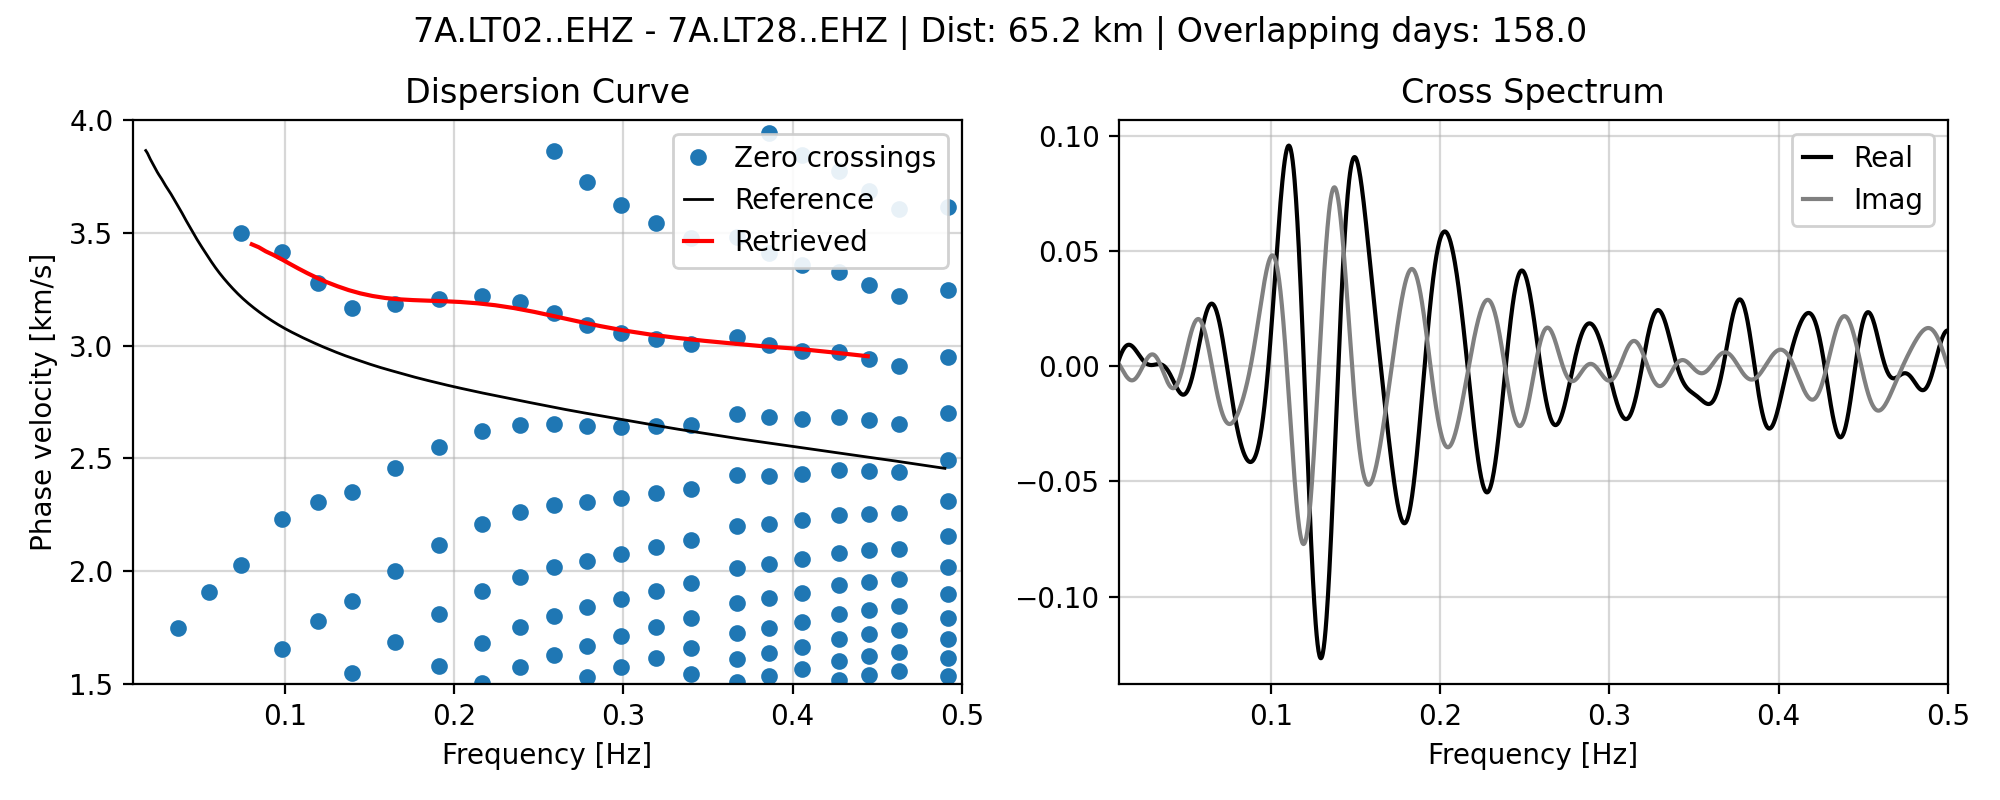 7A.LT02..EHZ - 7A.LT28..EHZ | Dist: 65.2 km | Overlapping days: 158.0
Dispersion Curve
Phase velocity [km/s]
4.0
3.5
3.0
2.5
2.0
1.5
Zero crossings
Reference
Retrieved
0.1
0.2
0.3
0.4
0.5
Frequency [Hz]
Cross Spectrum
0.10
0.05
0.00
−0.05
−0.10
Real
Imag
0.1
0.2
0.3
0.4
0.5
Frequency [Hz]